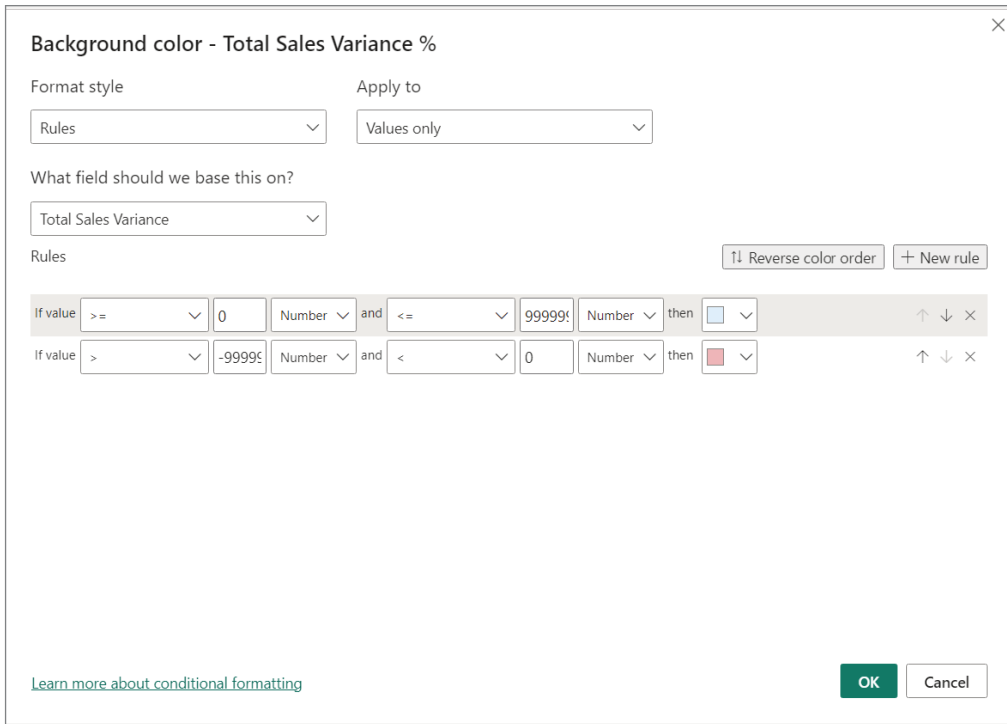 Background color - Total Sales Variance %
Format style Apply to
Rules Values only
What field should we base this on?
Total Sales Variance
Rules Reverse color order + New rule
If value >= 0 Number and <= 99999 Number then
If value > -9999 Number and < 0 Number then
Learn more about conditional formatting OK Cancel